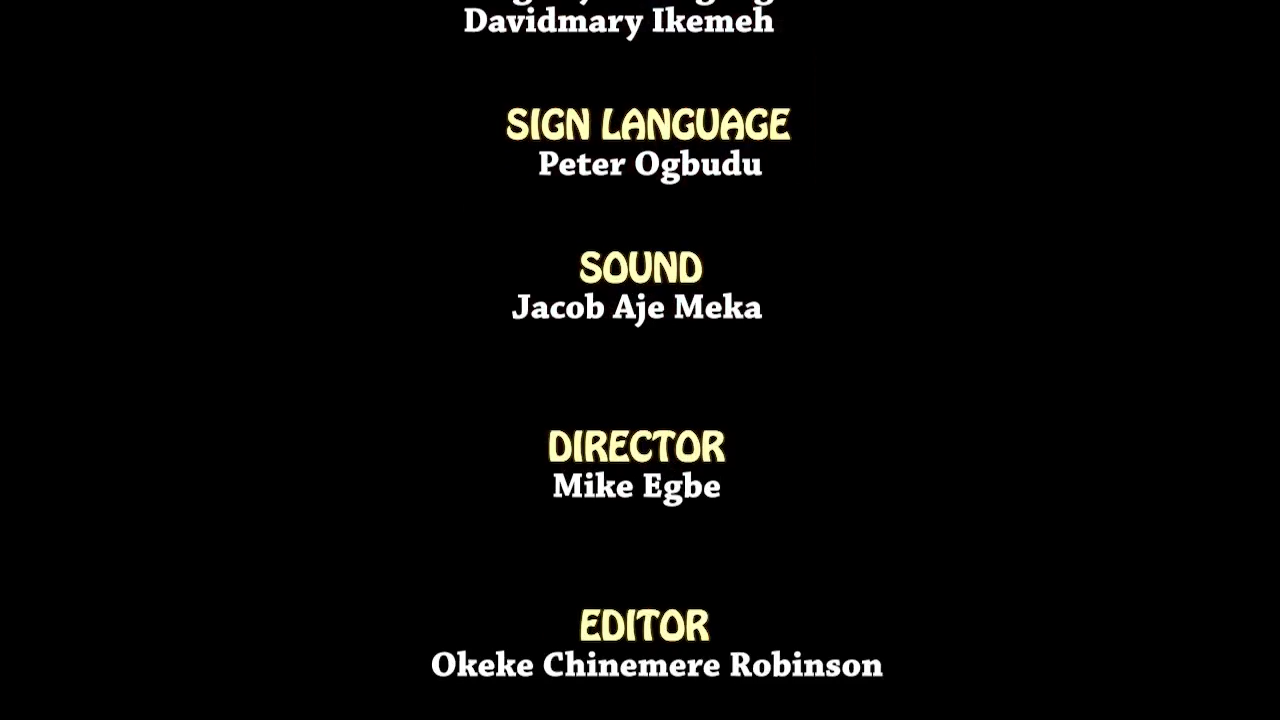 Davidmary Ikemeh
SIGN LANGUAGE
Peter Ogbudu
SOUND
Jacob Aje Meka
DIRECTOR
Mike Egbe
EDITOR
Okeke Chinemere Robinson